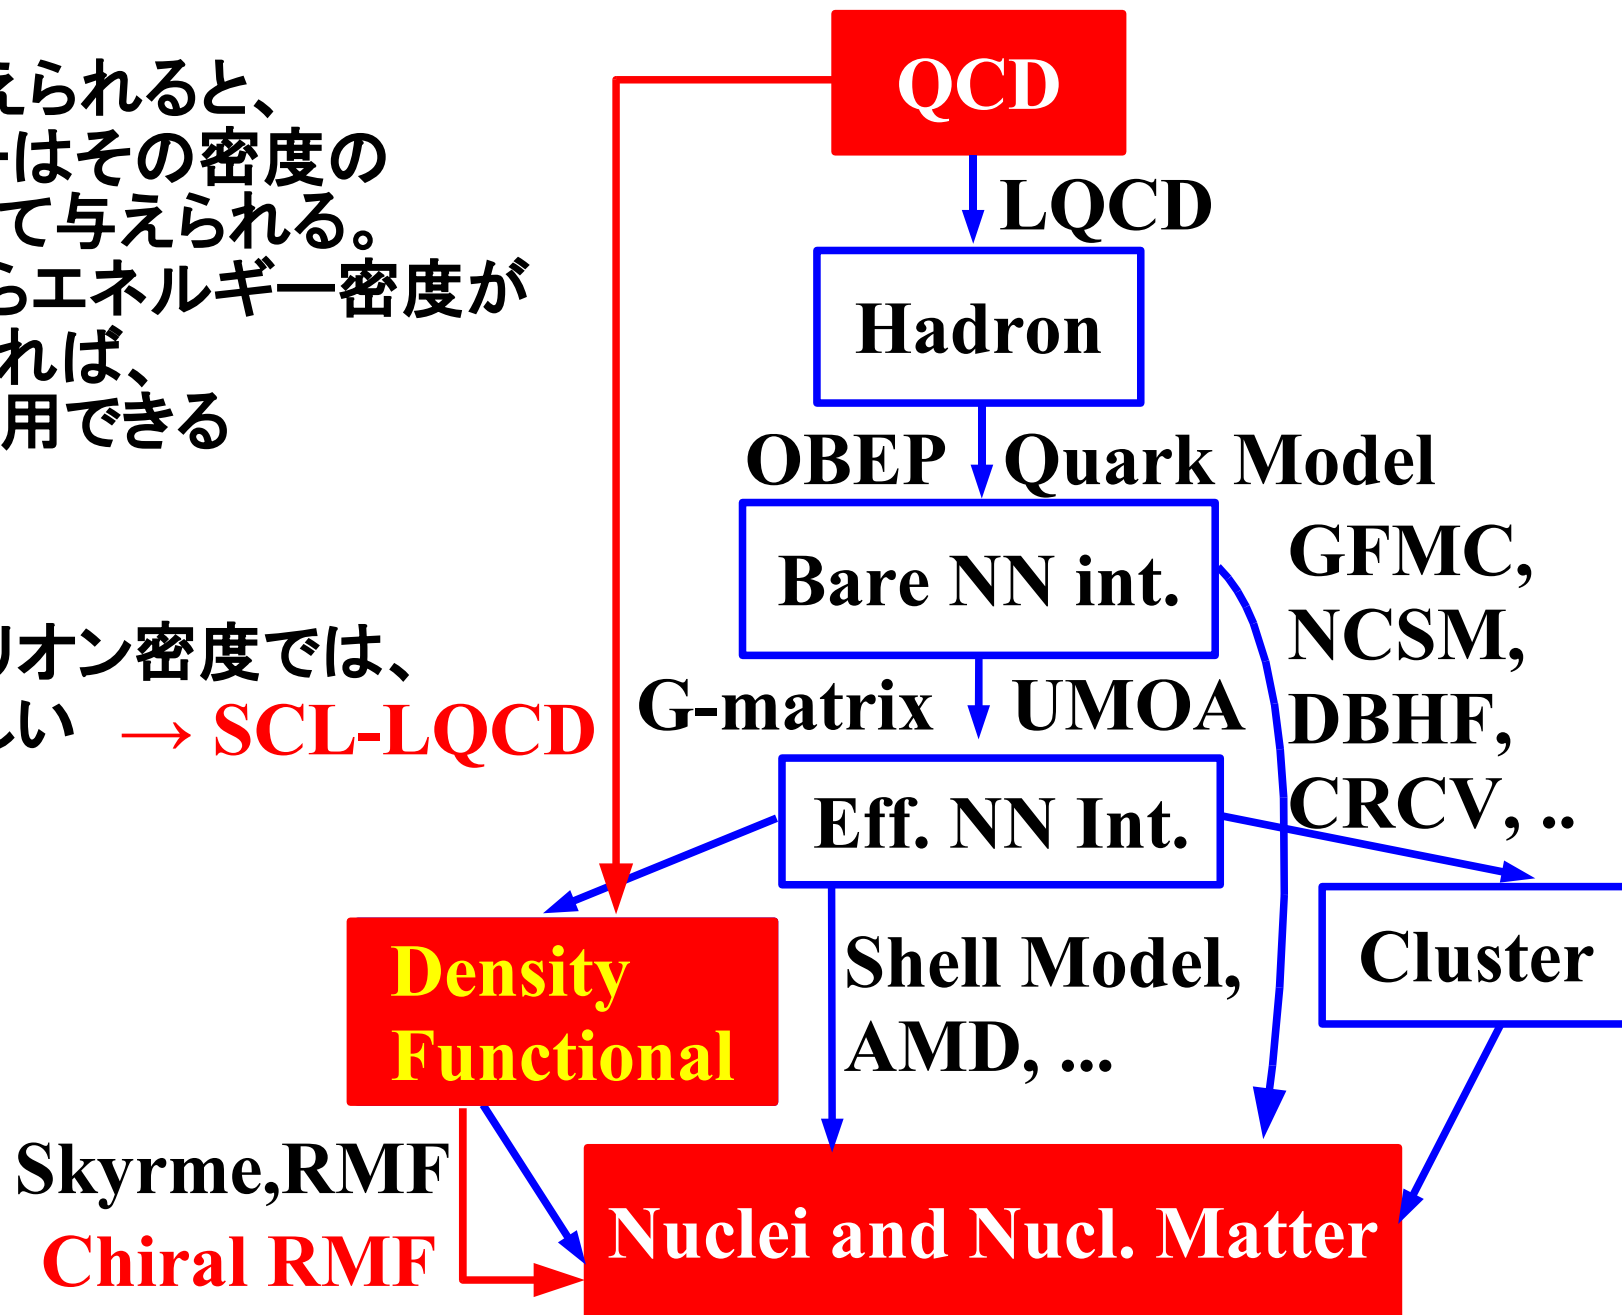 えられると、
ーはその密度の
て与えられる。
らエネルギー密度が
れば、
用できる
リオン密度では、
しい → SCL-LQCD
QCD
LQCD
Hadron
OBEP Quark Model
Bare NN int.
GFMC,
NCSM,
DBHF,
CRCV, ..
G-matrix UMOA
Eff. NN Int.
Cluster
Density
Functional
Shell Model,
AMD, ...
Skyrme,RMF
Chiral RMF
Nuclei and Nucl. Matter